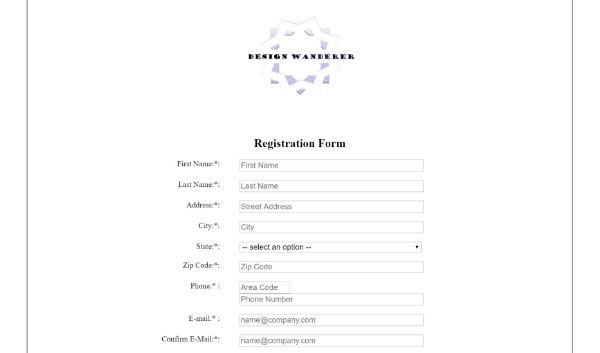 DESIGN WANDERER
Registration Form
First Name:*: First Name
Last Name:*: Last Name
Address:*: Street Address
City:*: City
State:*: -- select an option --
Zip Code:*: Zip Code
Phone:* : Area Code
Phone Number
E-mail:* : name@company.com
Confirm E-Mail:*: name@company.com